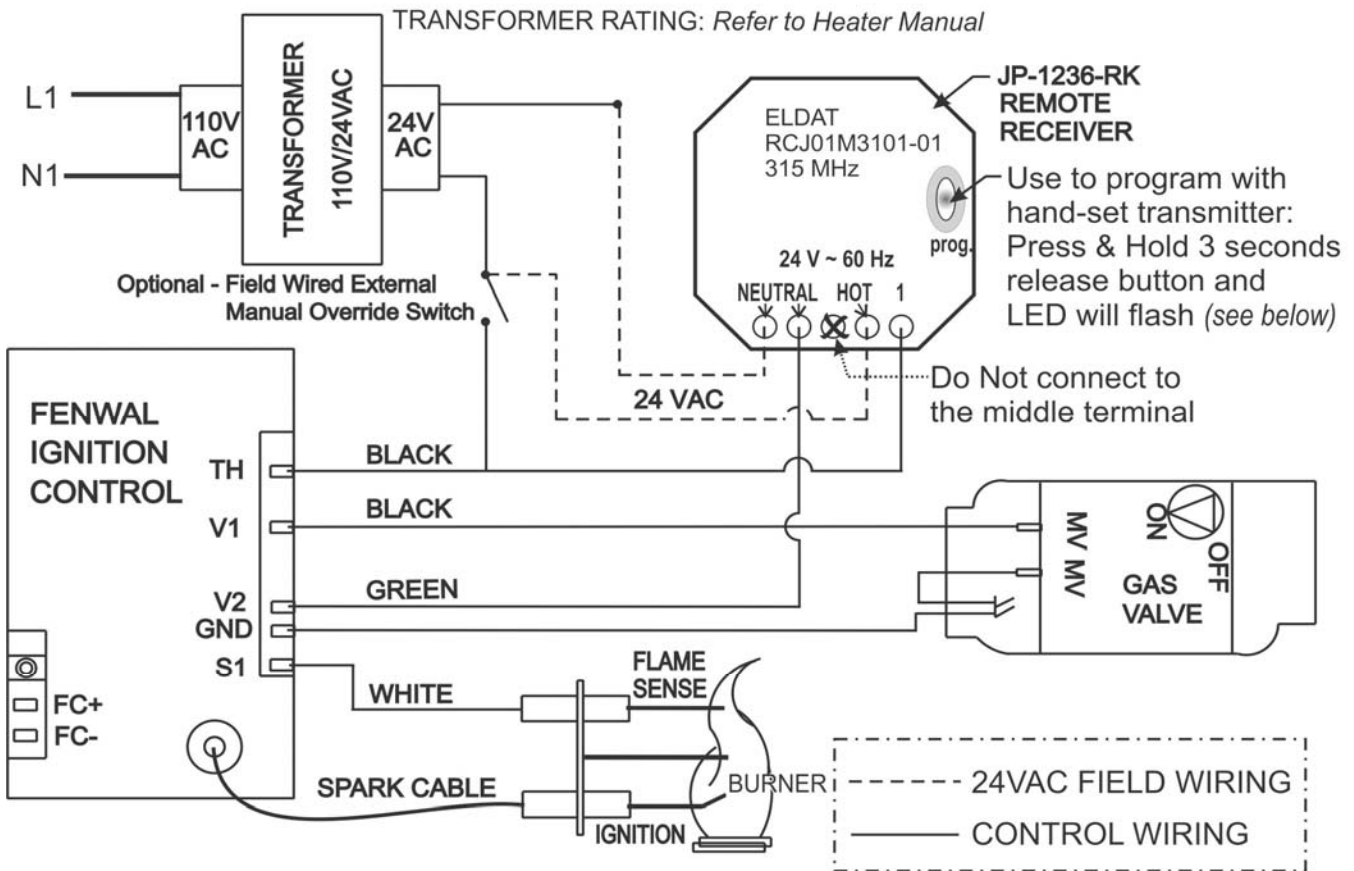 TRANSFORMER RATING: Refer to Heater Manual
L1
N1
110V
AC
TRANSFORMER
110V/24VAC
24V
AC
ELDAT
RCJ01M3101-01
315 MHz
prog.
24 V ~ 60 Hz
NEUTRAL HOT 1
JP-1236-RK
REMOTE
RECEIVER
Use to program with
hand-set transmitter:
Press & Hold 3 seconds
release button and
LED will flash (see below)
Optional - Field Wired External
Manual Override Switch
24 VAC
Do Not connect to
the middle terminal
FENWAL
IGNITION
CONTROL
TH
V1
V2
GND
S1
FC+
FC-
BLACK
BLACK
GREEN
WHITE
SPARK CABLE
FLAME
SENSE
IGNITION
BURNER
MV MV
ON
OFF
GAS
VALVE
24VAC FIELD WIRING
CONTROL WIRING